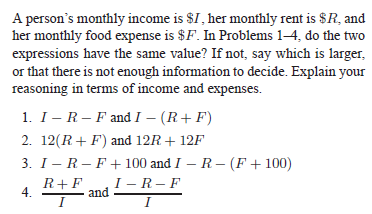 A person's monthly income is $I, her monthly rent is $R, and
her monthly food expense is $F. In Problems 1–4, do the two
expressions have the same value? If not, say which is larger,
or that there is not enough information to decide. Explain your
reasoning in terms of income and expenses.
1. I − R − F and I − (R + F)
2. 12(R + F) and 12R + 12F
3. I − R − F + 100 and I − R − (F + 100)
4. (R + F)/I and (I − R − F)/I